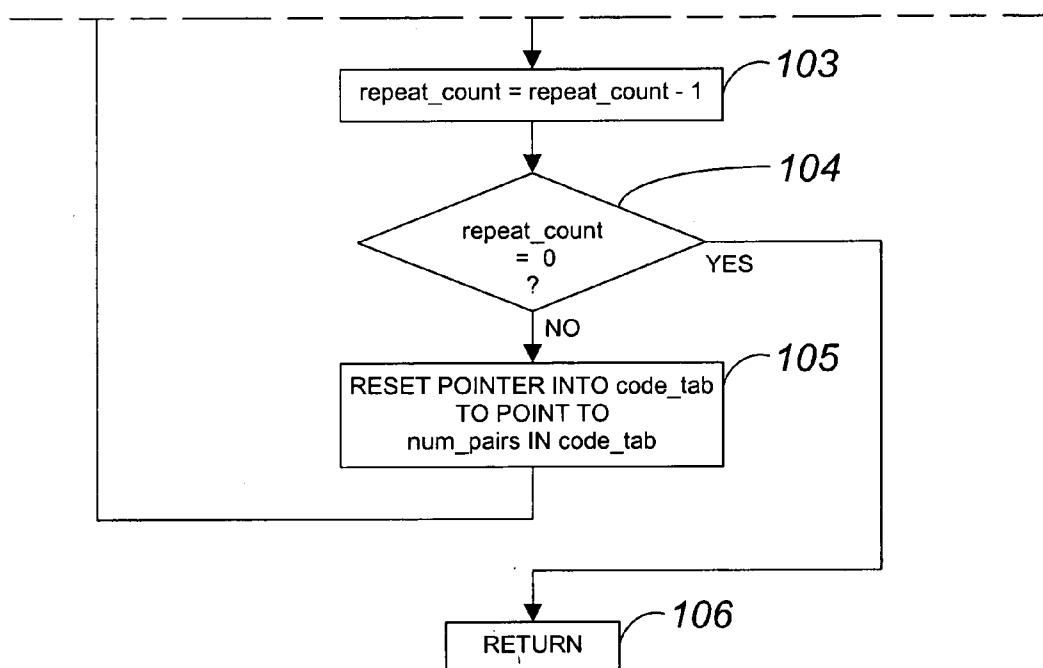 103
repeat_count = repeat_count - 1
104
repeat_count
= 0
?
YES
NO
105
RESET POINTER INTO code_tab
TO POINT TO
num_pairs IN code_tab
106
RETURN